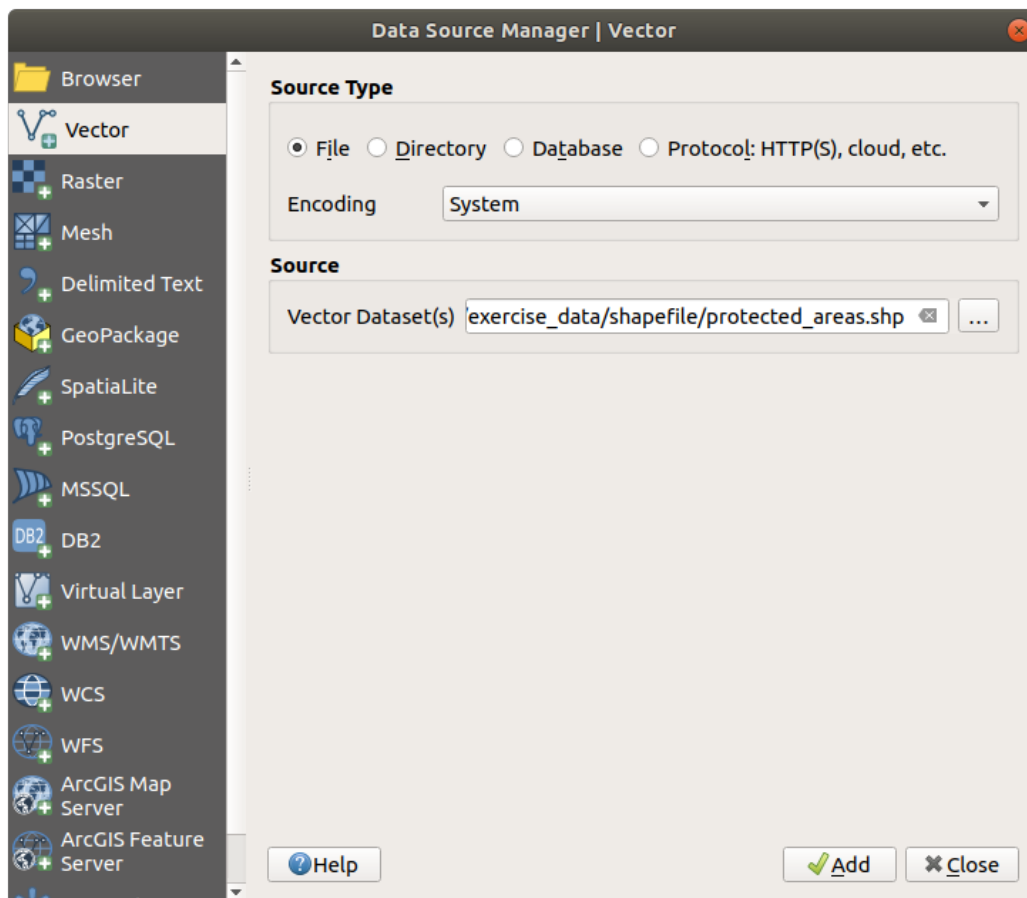 Data Source Manager | Vector
Browser
Vector
Raster
Mesh
Delimited Text
GeoPackage
SpatiaLite
PostgreSQL
MSSQL
DB2
DB2
Virtual Layer
WMS/WMTS
WCS
WFS
ArcGIS Map
Server
ArcGIS Feature
Server
Source Type
File Directory Database Protocol: HTTP(S), cloud, etc.
Encoding System
Source
Vector Dataset(s) /exercise_data/shapefile/protected_areas.shp ...
Help Add Close